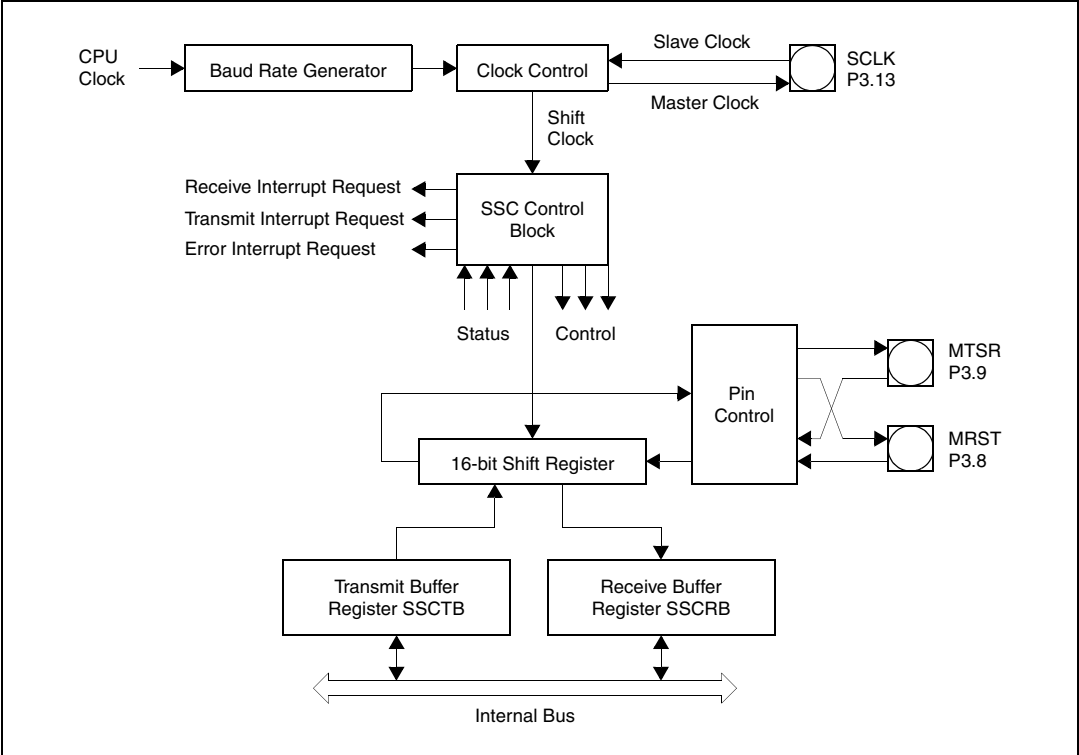 CPU
Clock
Baud Rate Generator
Clock Control
Slave Clock
Master Clock
SCLK
P3.13
Shift
Clock
Receive Interrupt Request
Transmit Interrupt Request
Error Interrupt Request
SSC Control
Block
Status
Control
Pin
Control
MTSR
P3.9
MRST
P3.8
16-bit Shift Register
Transmit Buffer
Register SSCTB
Receive Buffer
Register SSCRB
Internal Bus